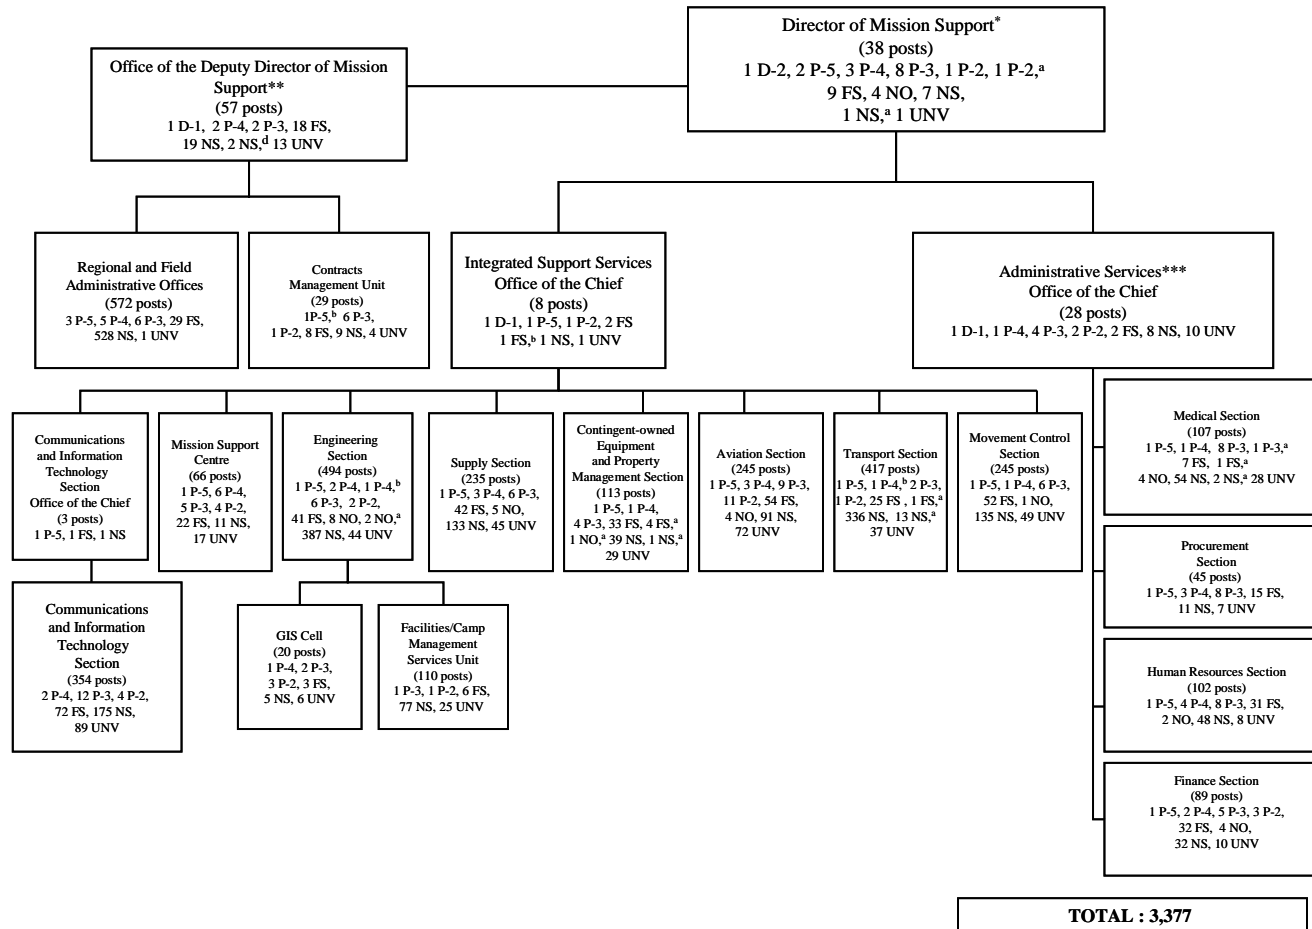 Director of Mission Support*
(38 posts)
1 D-2, 2 P-5, 3 P-4, 8 P-3, 1 P-2, 1 P-2,ᵃ
9 FS, 4 NO, 7 NS,
1 NS,ᵃ 1 UNV
Office of the Deputy Director of Mission
Support**
(57 posts)
1 D-1, 2 P-4, 2 P-3, 18 FS,
19 NS, 2 NS,ᵈ 13 UNV
Regional and Field
Administrative Offices
(572 posts)
3 P-5, 5 P-4, 6 P-3, 29 FS,
528 NS, 1 UNV
Contracts
Management Unit
(29 posts)
1P-5,ᵇ 6 P-3,
1 P-2, 8 FS, 9 NS, 4 UNV
Integrated Support Services
Office of the Chief
(8 posts)
1 D-1, 1 P-5, 1 P-2, 2 FS
1 FS,ᵇ 1 NS, 1 UNV
Administrative Services***
Office of the Chief
(28 posts)
1 D-1, 1 P-4, 4 P-3, 2 P-2, 2 FS, 8 NS, 10 UNV
Communications
and Information
Technology
Section
Office of the Chief
(3 posts)
1 P-5, 1 FS, 1 NS
Mission Support
Centre
(66 posts)
1 P-5, 6 P-4,
5 P-3, 4 P-2,
22 FS, 11 NS,
17 UNV
Engineering
Section
(494 posts)
1 P-5, 2 P-4, 1 P-4,ᵇ
6 P-3, 2 P-2,
41 FS, 8 NO, 2 NO,ᵃ
387 NS, 44 UNV
Supply Section
(235 posts)
1 P-5, 3 P-4, 6 P-3,
42 FS, 5 NO,
133 NS, 45 UNV
Contingent-owned
Equipment
and Property
Management Section
(113 posts)
1 P-5, 1 P-4,
4 P-3, 33 FS, 4 FS,ᵃ
1 NO,ᵃ 39 NS, 1 NS,ᵃ
29 UNV
Aviation Section
(245 posts)
1 P-5, 3 P-4, 9 P-3,
11 P-2, 54 FS,
4 NO, 91 NS,
72 UNV
Transport Section
(417 posts)
1 P-5, 1 P-4,ᵇ 2 P-3,
1 P-2, 25 FS , 1 FS,ᵃ
336 NS, 13 NS,ᵃ
37 UNV
Movement Control
Section
(245 posts)
1 P-5, 1 P-4, 6 P-3,
52 FS, 1 NO,
135 NS, 49 UNV
Medical Section
(107 posts)
1 P-5, 1 P-4, 8 P-3, 1 P-3,ᵃ
7 FS, 1 FS,ᵃ
4 NO, 54 NS, 2 NS,ᵃ 28 UNV
Procurement
Section
(45 posts)
1 P-5, 3 P-4, 8 P-3, 15 FS,
11 NS, 7 UNV
Communications
and Information
Technology
Section
(354 posts)
2 P-4, 12 P-3, 4 P-2,
72 FS, 175 NS,
89 UNV
GIS Cell
(20 posts)
1 P-4, 2 P-3,
3 P-2, 3 FS,
5 NS, 6 UNV
Facilities/Camp
Management
Services Unit
(110 posts)
1 P-3, 1 P-2, 6 FS,
77 NS, 25 UNV
Human Resources Section
(102 posts)
1 P-5, 4 P-4, 8 P-3, 31 FS,
2 NO, 48 NS, 8 UNV
Finance Section
(89 posts)
1 P-5, 2 P-4, 5 P-3, 3 P-2,
32 FS, 4 NO,
32 NS, 10 UNV
TOTAL : 3,377